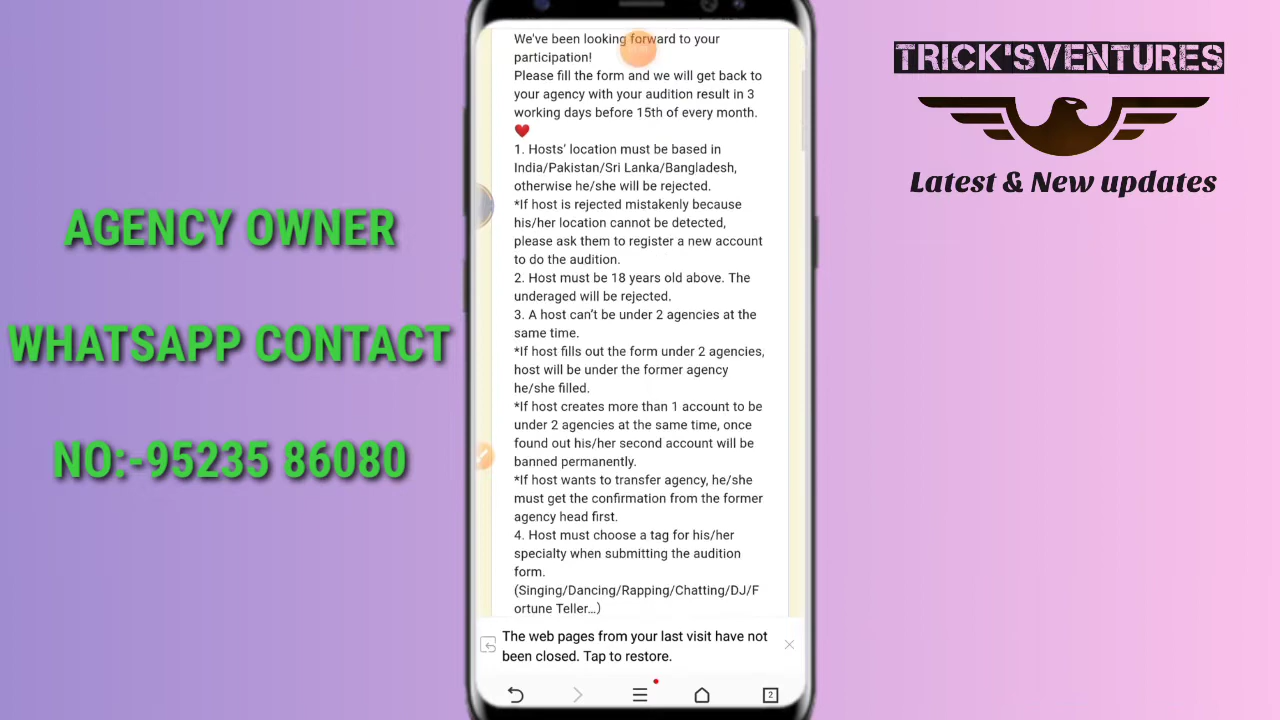 We've been looking forward to your
participation!
Please fill the form and we will get back to
your agency with your audition result in 3
working days before 15th of every month.
❤️
1. Hosts' location must be based in
India/Pakistan/Sri Lanka/Bangladesh,
otherwise he/she will be rejected.
*If host is rejected mistakenly because
his/her location cannot be detected,
please ask them to register a new account
to do the audition.
2. Host must be 18 years old above. The
underaged will be rejected.
3. A host can't be under 2 agencies at the
same time.
*If host fills out the form under 2 agencies,
host will be under the former agency
he/she filled.
*If host creates more than 1 account to be
under 2 agencies at the same time, once
found out his/her second account will be
banned permanently.
*If host wants to transfer agency, he/she
must get the confirmation from the former
agency head first.
4. Host must choose a tag for his/her
specialty when submitting the audition
form.
(Singing/Dancing/Rapping/Chatting/DJ/F
ortune Teller...)
The web pages from your last visit have not
been closed. Tap to restore.
2
AGENCY OWNER
WHATSAPP CONTACT
NO:-95235 86080
TRICK'SVENTURES
Latest & New updates